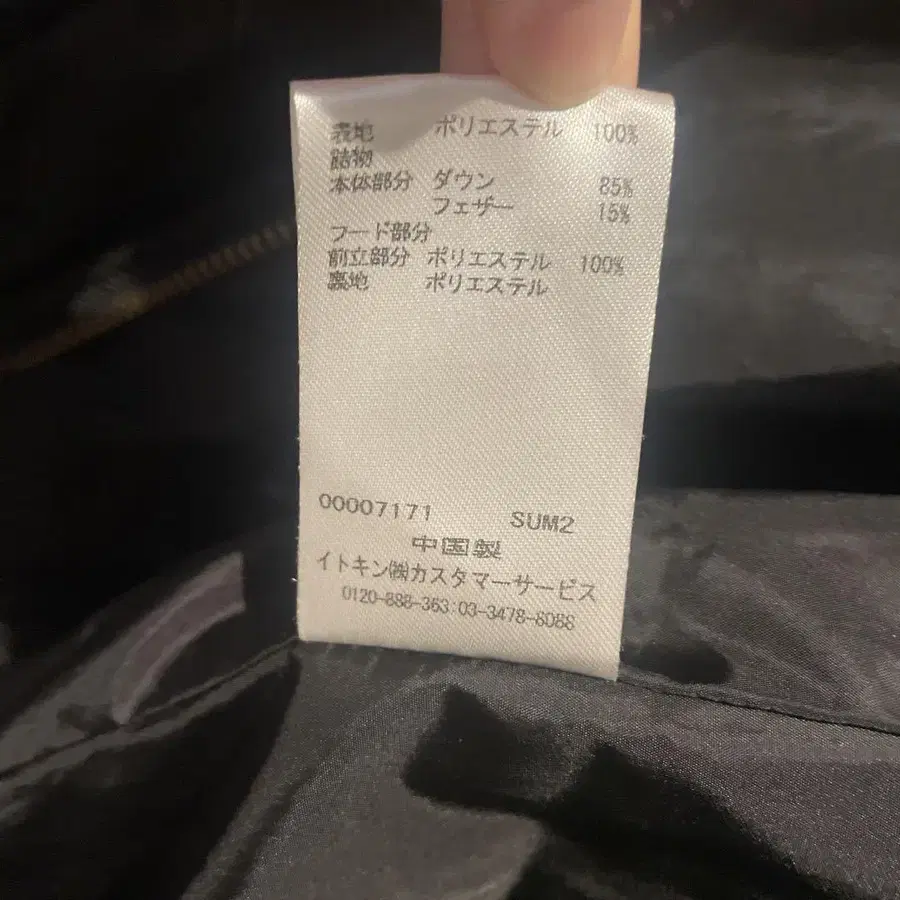 表地 ポリエステル 100%
詰物
本体部分 ダウン 85%
フェザー 15%
フード部分
前立部分 ポリエステル 100%
裏地 ポリエステル
00007171 SUM2
中国製
イトキン㈱カスタマーサービス
0120-888-363:03-3478-8088